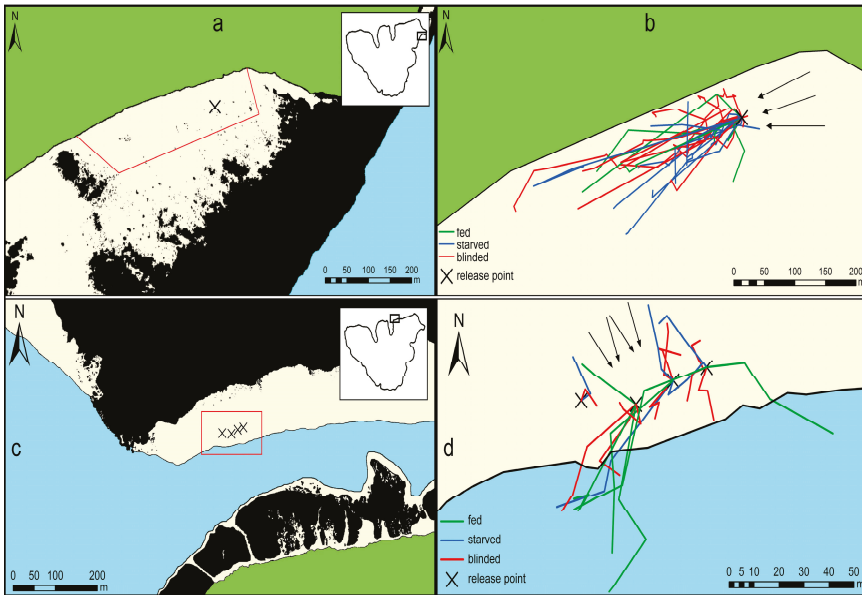 a
N
0 50 100 150 200
m
b
N
fed
starved
blinded
release point
0 50 100 150 200
m
c
N
0 50 100 200
m
d
N
fed
starved
blinded
release point
0 5 10 20 30 40 50
m